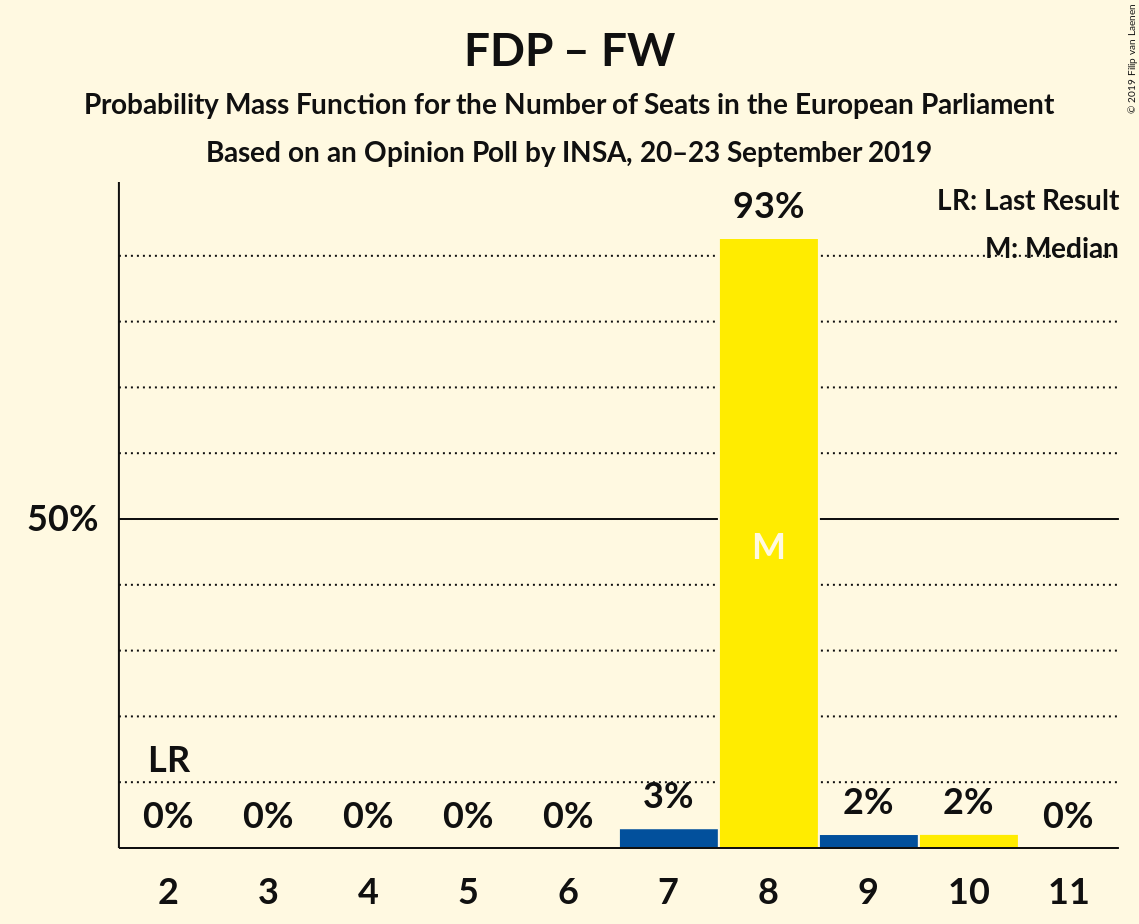 FDP – FW
Probability Mass Function for the Number of Seats in the European Parliament
Based on an Opinion Poll by INSA, 20–23 September 2019
© 2019 Filip van Laenen
LR: Last Result
M: Median
93%
50%
M
LR
0%
0%
0%
0%
0%
3%
2%
2%
0%
2
3
4
5
6
7
8
9
10
11